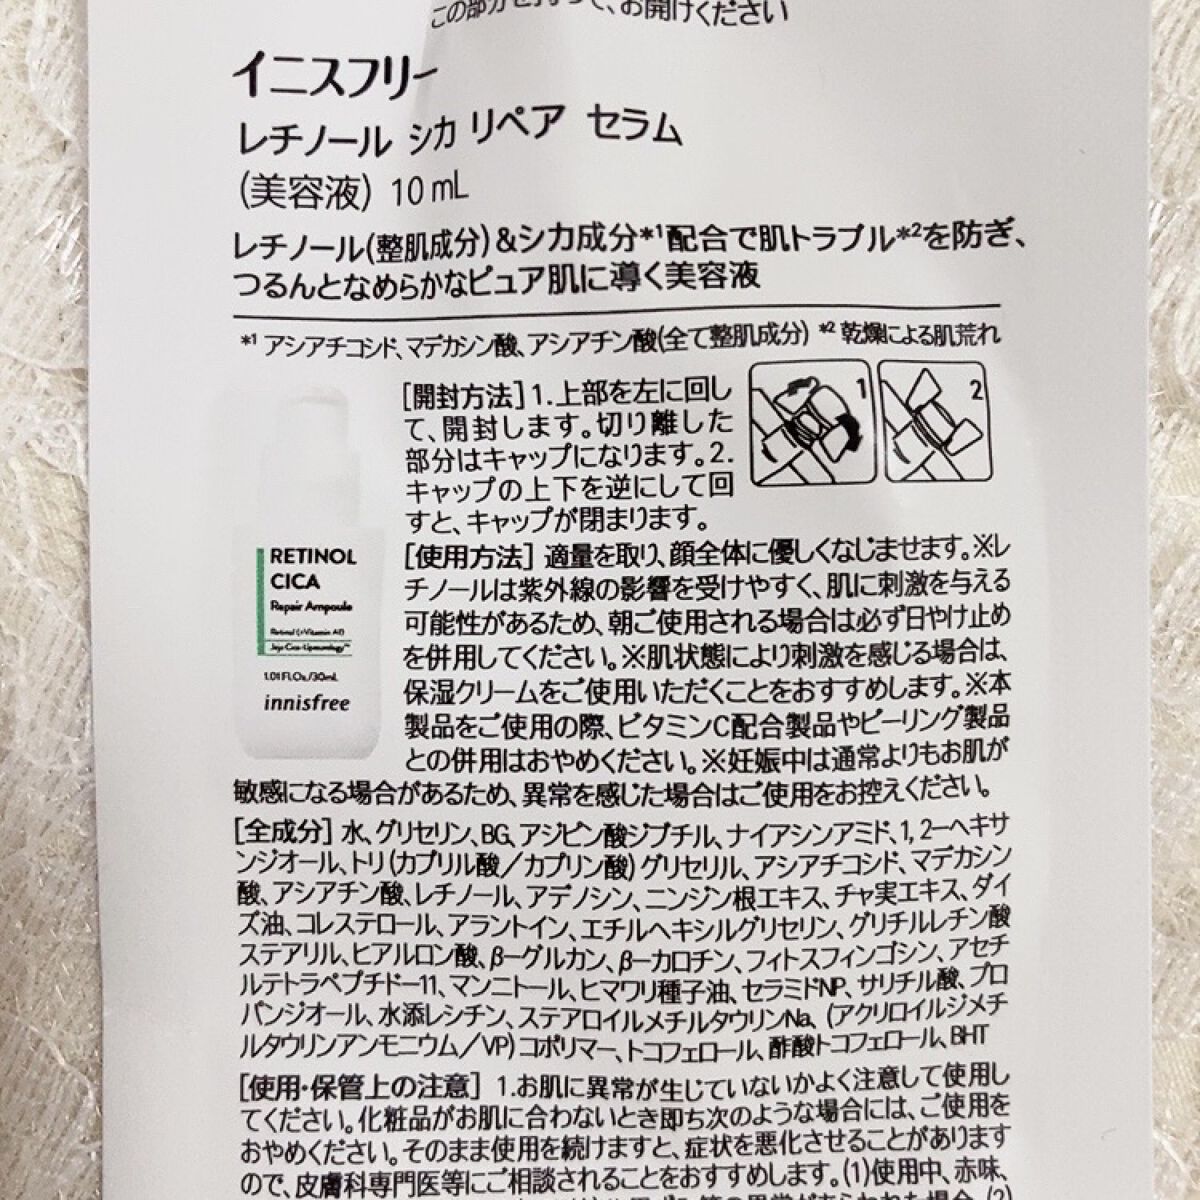 この部分を持って、お開けください
イニスフリー
レチノール シカ リペア セラム
(美容液) 10mL
レチノール(整肌成分)&シカ成分*1配合で肌トラブル*2を防ぎ、
つるんとなめらかなピュア肌に導く美容液
*1 アシアチコシド、マデカシン酸、アシアチン酸(全て整肌成分) *2 乾燥による肌荒れ
[開封方法] 1.上部を左に回し
て、開封します。切り離した
部分はキャップになります。2.
キャップの上下を逆にして回
すと、キャップが閉まります。
1
2
RETINOL
CICA
Repair Ampoule
Retinol (=Vitamin A1)
Jeju Cica-Liposomology™
1.01 Fl.Oz./30mL
innisfree
[使用方法] 適量を取り、顔全体に優しくなじませます。※レ
チノールは紫外線の影響を受けやすく、肌に刺激を与える
可能性があるため、朝ご使用される場合は必ず日やけ止め
を併用してください。※肌状態により刺激を感じる場合は、
保湿クリームをご使用いただくことをおすすめします。※本
製品をご使用の際、ビタミンC配合製品やピーリング製品
との併用はおやめください。※妊娠中は通常よりもお肌が
敏感になる場合があるため、異常を感じた場合はご使用をお控えください。
[全成分] 水、グリセリン、BG、アジピン酸ジブチル、ナイアシンアミド、1,2-ヘキサ
ンジオール、トリ(カプリル酸/カプリン酸)グリセリル、アシアチコシド、マデカシン
酸、アシアチン酸、レチノール、アデノシン、ニンジン根エキス、チャ実エキス、ダイ
ズ油、コレステロール、アラントイン、エチルヘキシルグリセリン、グリチルレチン酸
ステアリル、ヒアルロン酸、β-グルカン、β-カロチン、フィトスフィンゴシン、アセチ
ルテトラペプチド-11、マンニトール、ヒマワリ種子油、セラミドNP、サリチル酸、プロ
パンジオール、水添レシチン、ステアロイルメチルタウリンNa、(アクリロイルジメチ
ルタウリンアンモニウム/VP)コポリマー、トコフェロール、酢酸トコフェロール、BHT
[使用・保管上の注意] 1.お肌に異常が生じていないかよく注意して使用し
てください。化粧品がお肌に合わないとき即ち次のような場合には、ご使用を
おやめください。そのまま使用を続けますと、症状を悪化させることがあります
ので、皮膚科専門医等にご相談されることをおすすめします。(1)使用中、赤味、